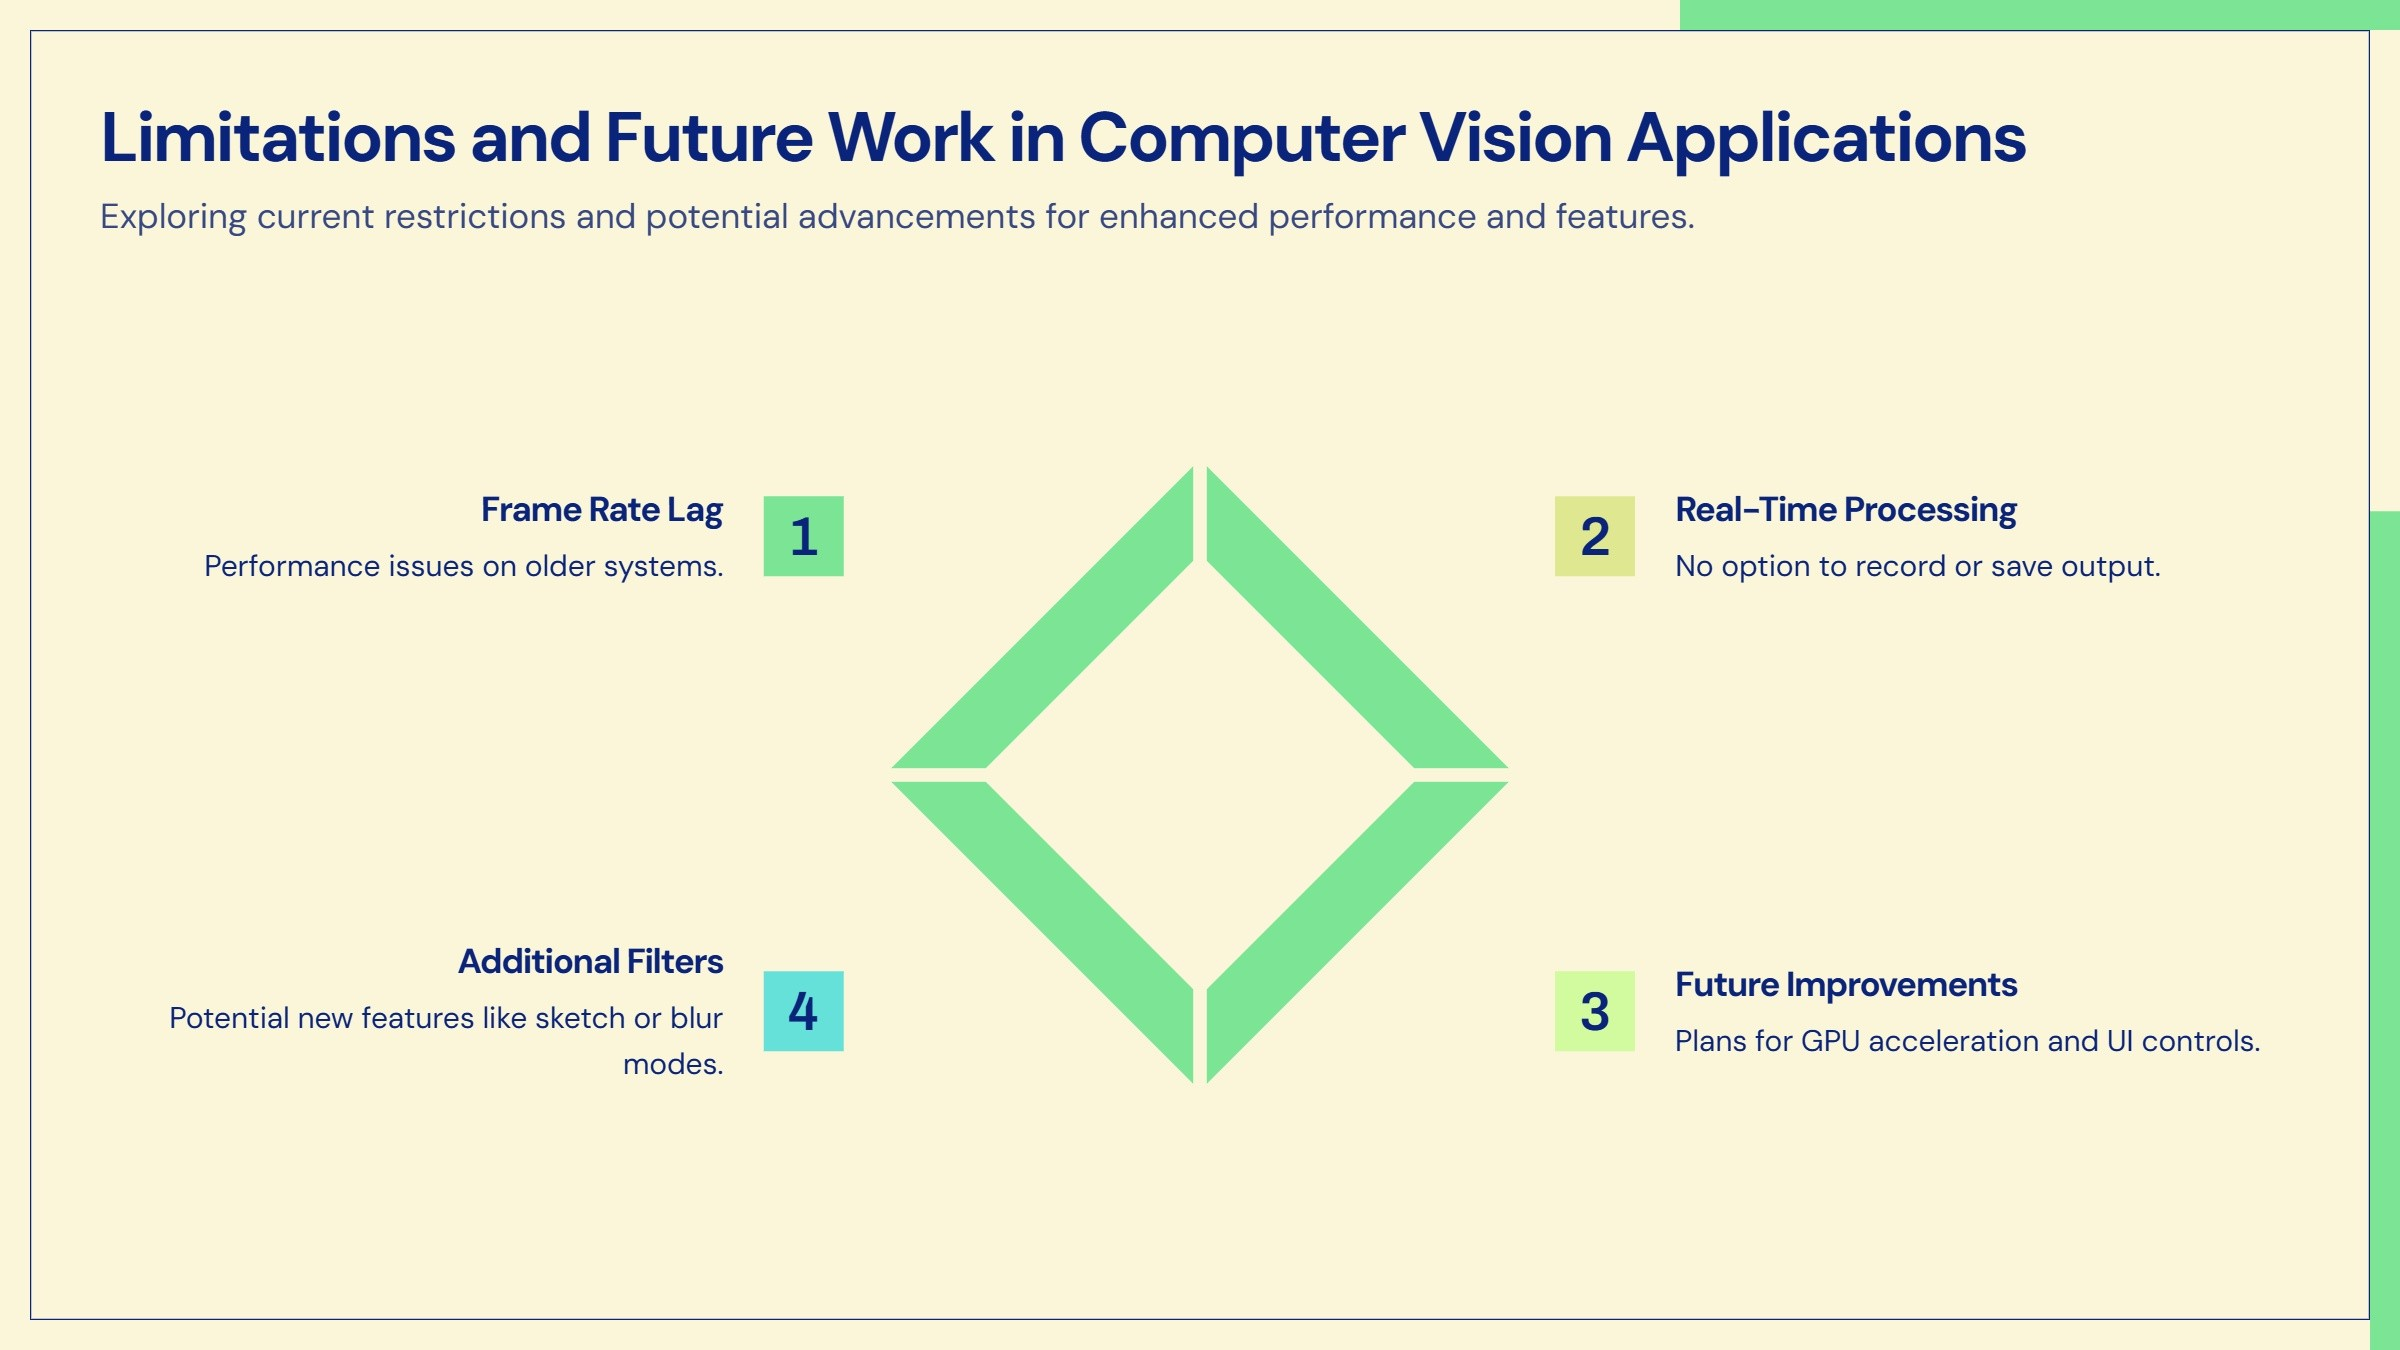 Limitations and Future Work in Computer Vision Applications
Exploring current restrictions and potential advancements for enhanced performance and features.
Frame Rate Lag
Performance issues on older systems.
1
2
Real-Time Processing
No option to record or save output.
3
Future Improvements
Plans for GPU acceleration and UI controls.
Additional Filters
Potential new features like sketch or blur
modes.
4